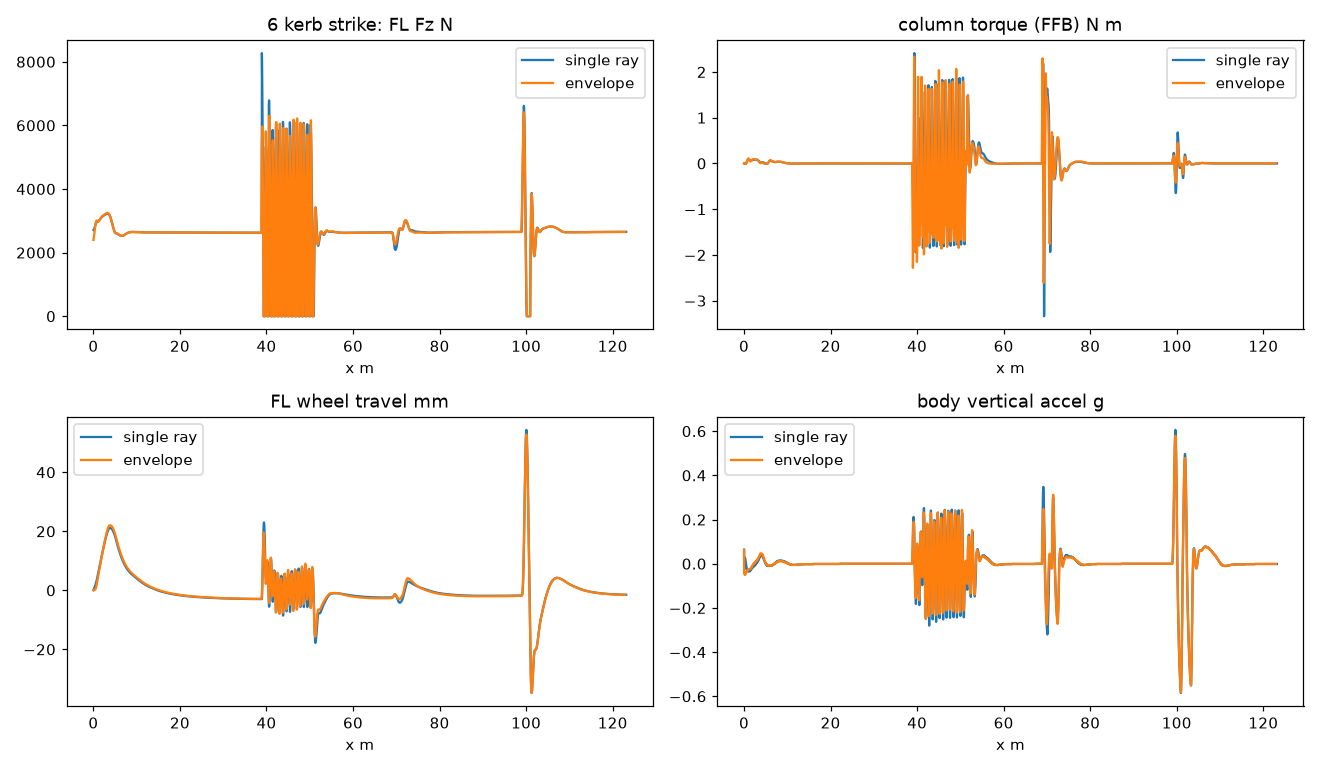 6 kerb strike: FL Fz N
8000
6000
4000
2000
0
single ray
envelope
0 20 40 60 80 100 120
x m
column torque (FFB) N m
2
1
0
−1
−2
−3
single ray
envelope
0 20 40 60 80 100 120
x m
FL wheel travel mm
40
20
0
−20
single ray
envelope
0 20 40 60 80 100 120
x m
body vertical accel g
0.6
0.4
0.2
0.0
−0.2
−0.4
−0.6
single ray
envelope
0 20 40 60 80 100 120
x m